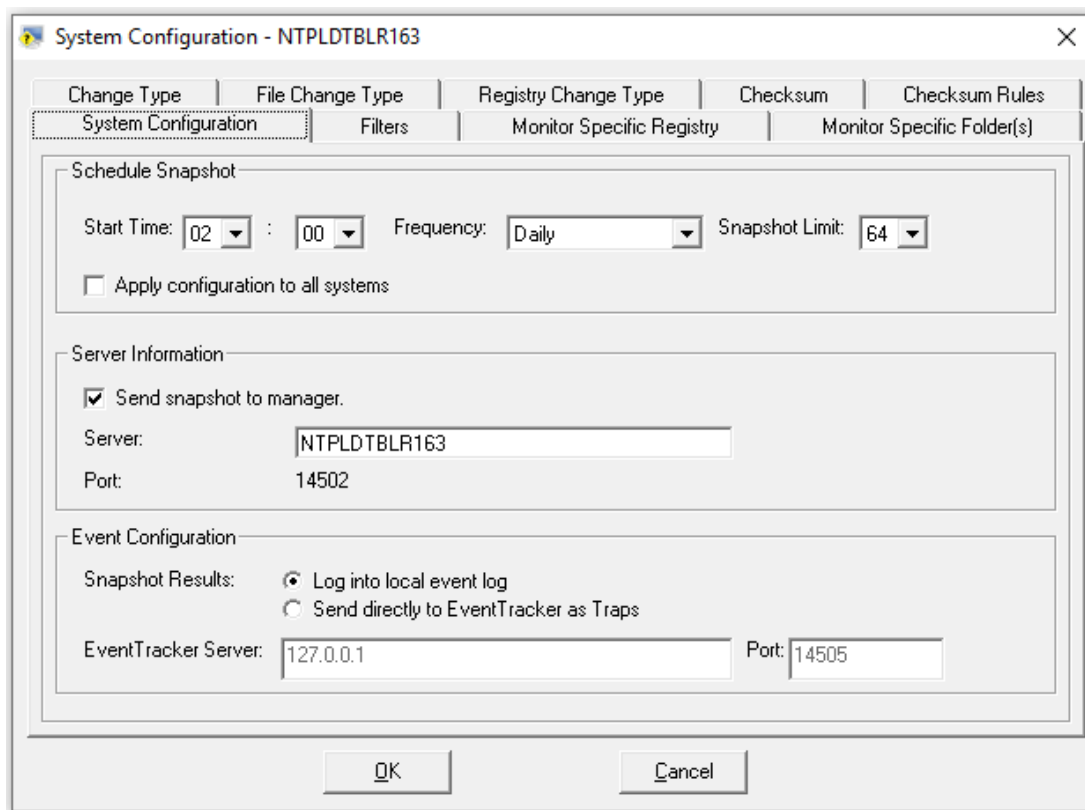 System Configuration - NTPLDTBLR163
Change Type File Change Type Registry Change Type Checksum Checksum Rules
System Configuration Filters Monitor Specific Registry Monitor Specific Folder(s)
Schedule Snapshot
Start Time: 02 : 00 Frequency: Daily Snapshot Limit: 64
Apply configuration to all systems
Server Information
Send snapshot to manager.
Server: NTPLDTBLR163
Port: 14502
Event Configuration
Snapshot Results: Log into local event log
Send directly to EventTracker as Traps
EventTracker Server: 127.0.0.1 Port: 14505
OK Cancel